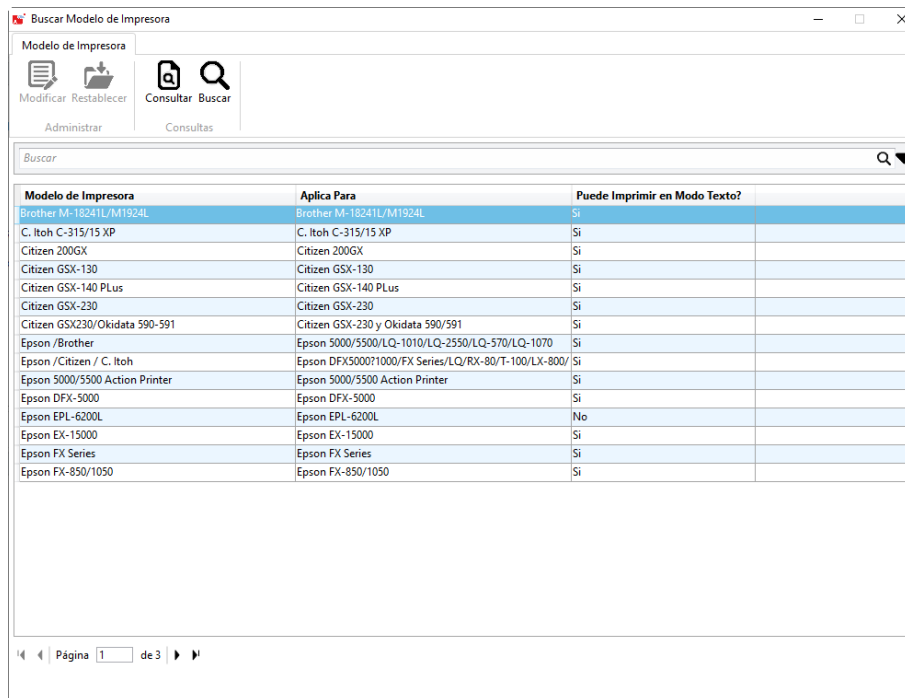 Buscar Modelo de Impresora
Modelo de Impresora
Modificar Restablecer Consultar Buscar
Administrar Consultas
Buscar
Modelo de Impresora Aplica Para Puede Imprimir en Modo Texto?
Brother M-18241L/M1924L Brother M-18241L/M1924L Si
C. Itoh C-315/15 XP C. Itoh C-315/15 XP Si
Citizen 200GX Citizen 200GX Si
Citizen GSX-130 Citizen GSX-130 Si
Citizen GSX-140 PLus Citizen GSX-140 PLus Si
Citizen GSX-230 Citizen GSX-230 Si
Citizen GSX230/Okidata 590-591 Citizen GSX-230 y Okidata 590/591 Si
Epson /Brother Epson 5000/5500/LQ-1010/LQ-2550/LQ-570/LQ-1070 Si
Epson /Citizen / C. Itoh Epson DFX5000?1000/FX Series/LQ/RX-80/T-100/LX-800/ Si
Epson 5000/5500 Action Printer Epson 5000/5500 Action Printer Si
Epson DFX-5000 Epson DFX-5000 Si
Epson EPL-6200L Epson EPL-6200L No
Epson EX-15000 Epson EX-15000 Si
Epson FX Series Epson FX Series Si
Epson FX-850/1050 Epson FX-850/1050 Si
Página 1 de 3